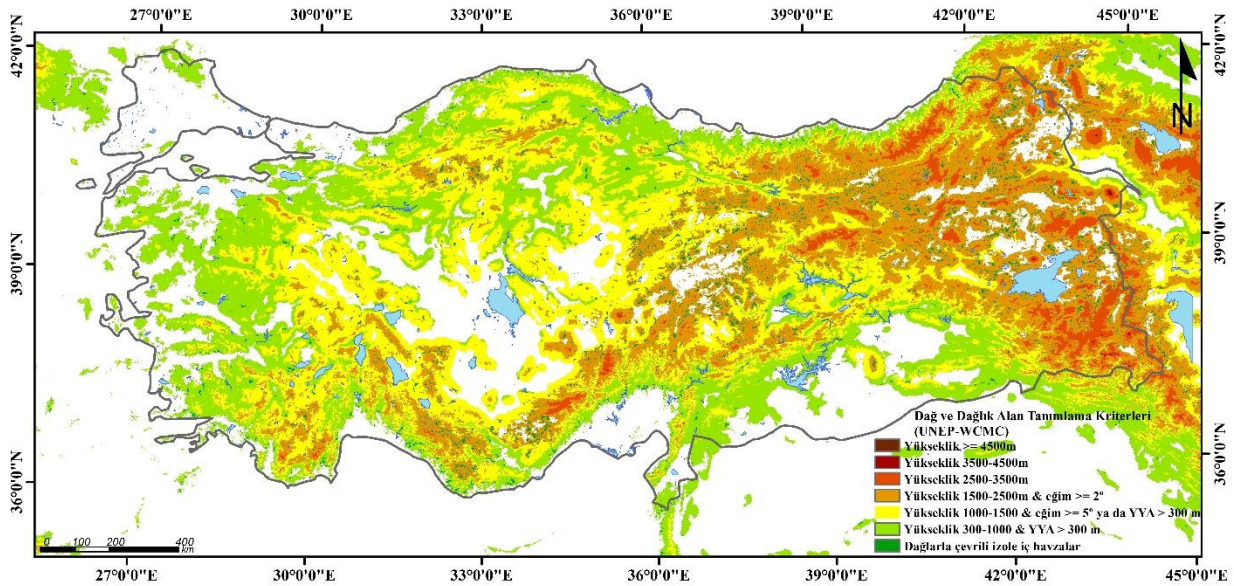 27°0'0"E 30°0'0"E 33°0'0"E 36°0'0"E 39°0'0"E 42°0'0"E 45°0'0"E
42°0'0"N 42°0'0"N
N
39°0'0"N 39°0'0"N
Dağ ve Dağlık Alan Tanımlama Kriterleri
(UNEP-WCMC)
Yükseklik >= 4500m
Yükseklik 3500-4500m
36°0'0"N 36°0'0"N
Yükseklik 2500-3500m
Yükseklik 1500-2500m & eğim >= 2°
Yükseklik 1000-1500 & eğim >= 5° ya da YYA > 300 m
Yükseklik 300-1000 & YYA > 300 m
Dağlarla çevrili izole iç havzalar
0 100 200 400
km
27°0'0"E 30°0'0"E 33°0'0"E 36°0'0"E 39°0'0"E 42°0'0"E 45°0'0"E